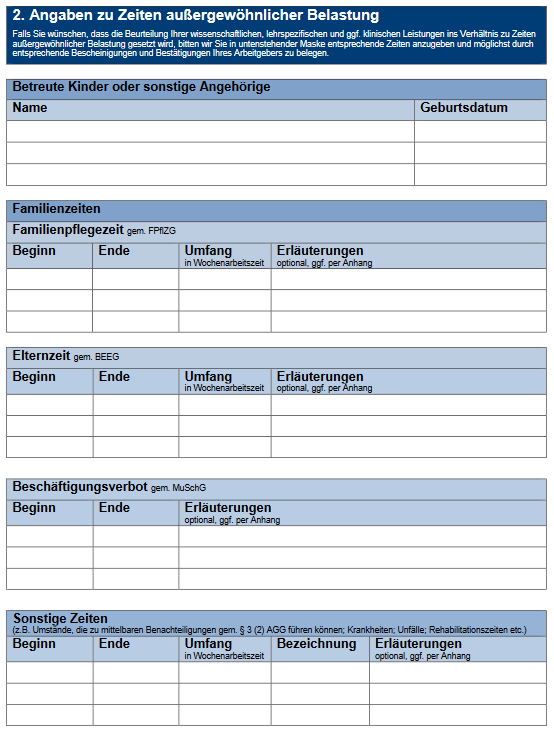 2. Angaben zu Zeiten außergewöhnlicher Belastung
Falls Sie wünschen, dass die Beurteilung Ihrer wissenschaftlichen, lehrspezifischen und ggf. klinischen Leistungen ins Verhältnis zu Zeiten
außergewöhnlicher Belastung gesetzt wird, bitten wir Sie in untenstehender Maske entsprechende Zeiten anzugeben und möglichst durch
entsprechende Bescheinigungen und Bestätigungen Ihres Arbeitgebers zu belegen.
Betreute Kinder oder sonstige Angehörige
Name Geburtsdatum
Familienzeiten
Familienpflegezeit gem. FPflZG
Beginn Ende Umfang Erläuterungen
in Wochenarbeitszeit optional, ggf. per Anhang
Elternzeit gem. BEEG
Beginn Ende Umfang Erläuterungen
in Wochenarbeitszeit optional, ggf. per Anhang
Beschäftigungsverbot gem. MuSchG
Beginn Ende Erläuterungen
optional, ggf. per Anhang
Sonstige Zeiten
(z.B. Umstände, die zu mittelbaren Benachteiligungen gem. § 3 (2) AGG führen können; Krankheiten; Unfälle; Rehabilitationszeiten etc.)
Beginn Ende Umfang Bezeichnung Erläuterungen
in Wochenarbeitszeit optional, ggf. per Anhang